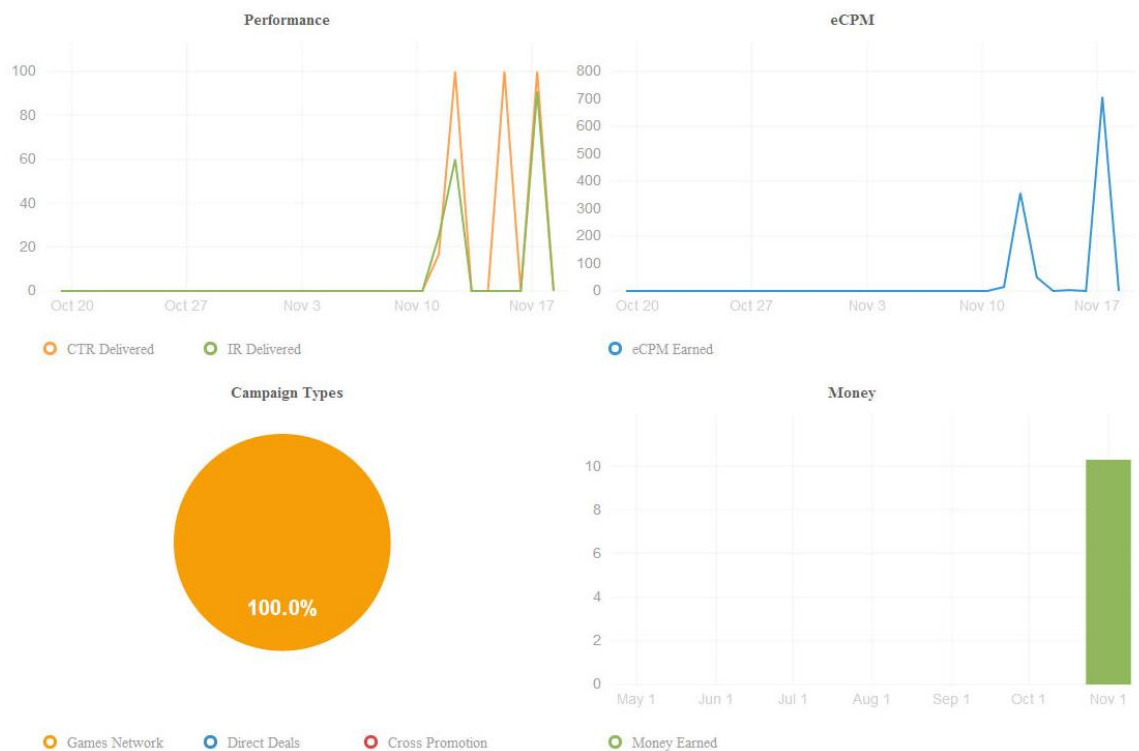 Performance
100
80
60
40
20
0
Oct 20 Oct 27 Nov 3 Nov 10 Nov 17
CTR Delivered IR Delivered
eCPM
800
700
600
500
400
300
200
100
0
Oct 20 Oct 27 Nov 3 Nov 10 Nov 17
eCPM Earned
Campaign Types
100.0%
Games Network Direct Deals Cross Promotion
Money
10
8
6
4
2
0
May 1 Jun 1 Jul 1 Aug 1 Sep 1 Oct 1 Nov 1
Money Earned